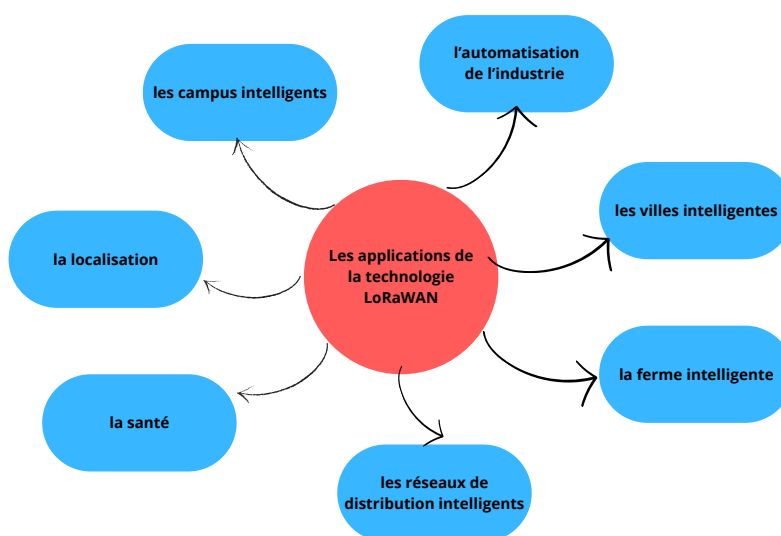 l'automatisation
de l'industrie
les campus intelligents
les villes intelligentes
la localisation
Les applications de
la technologie
LoRaWAN
la ferme intelligente
la santé
les réseaux de
distribution intelligents